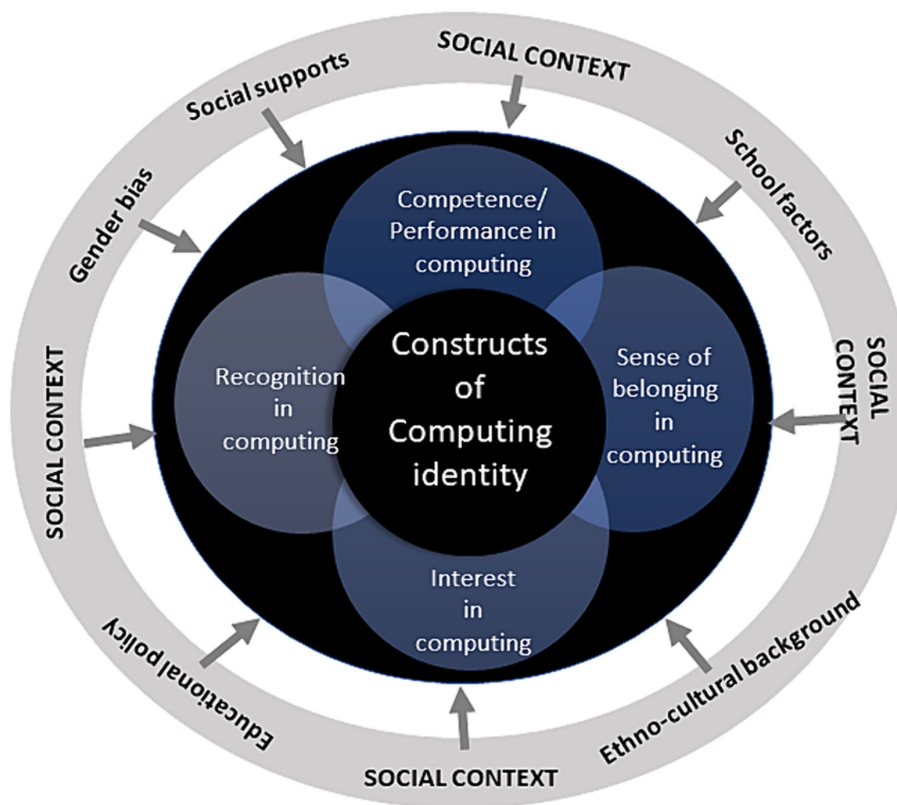 SOCIAL CONTEXT
Social supports
School factors
Gender bias
Competence/
Performance in
computing
Constructs
of
Computing
identity
Recognition
in
computing
Sense of
belonging
in
computing
SOCIAL
CONTEXT
SOCIAL CONTEXT
Interest
in
computing
Educational policy
Ethno-cultural background
SOCIAL CONTEXT